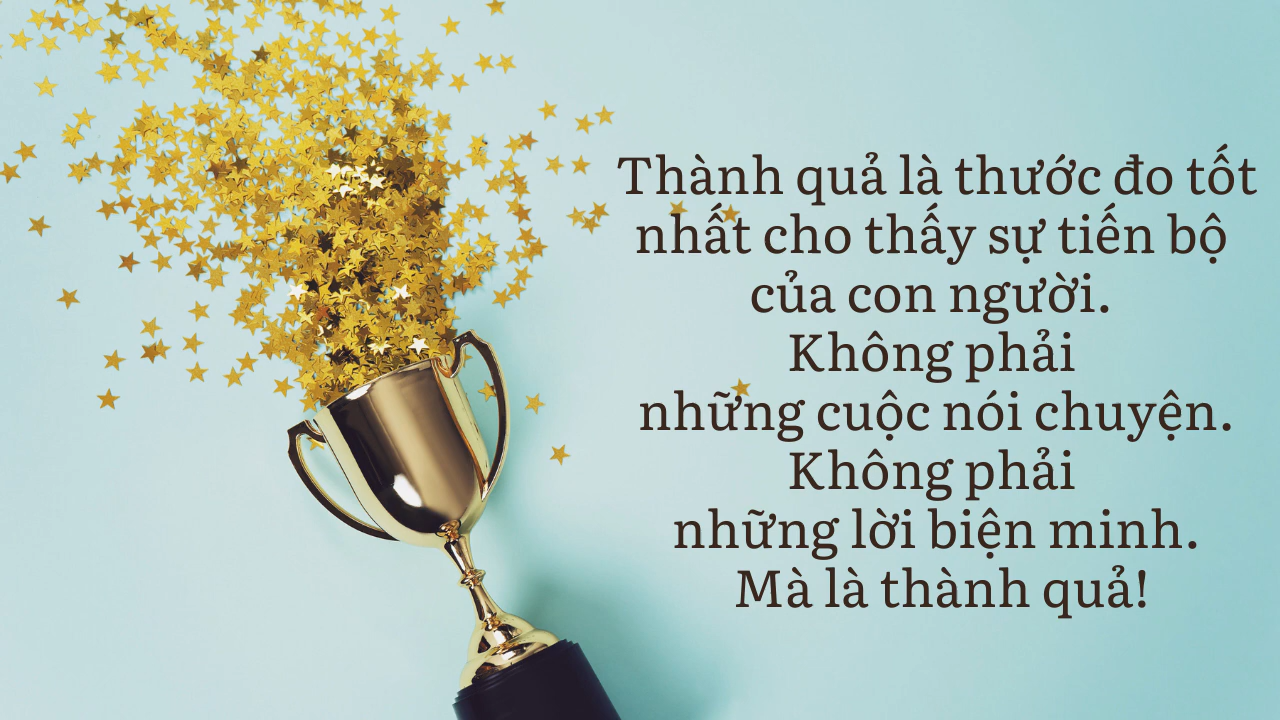 Thành quả là thước đo tốt
nhất cho thấy sự tiến bộ
của con người.
Không phải
những cuộc nói chuyện.
Không phải
những lời biện minh.
Mà là thành quả!